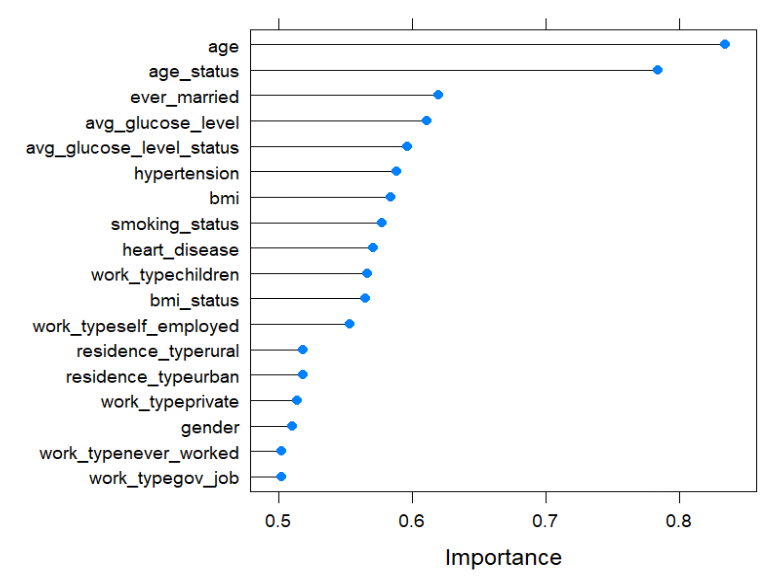 age
age_status
ever_married
avg_glucose_level
avg_glucose_level_status
hypertension
bmi
smoking_status
heart_disease
work_typechildren
bmi_status
work_typeself_employed
residence_typerural
residence_typeurban
work_typeprivate
gender
work_typenever_worked
work_typegov_job
0.5 0.6 0.7 0.8
Importance